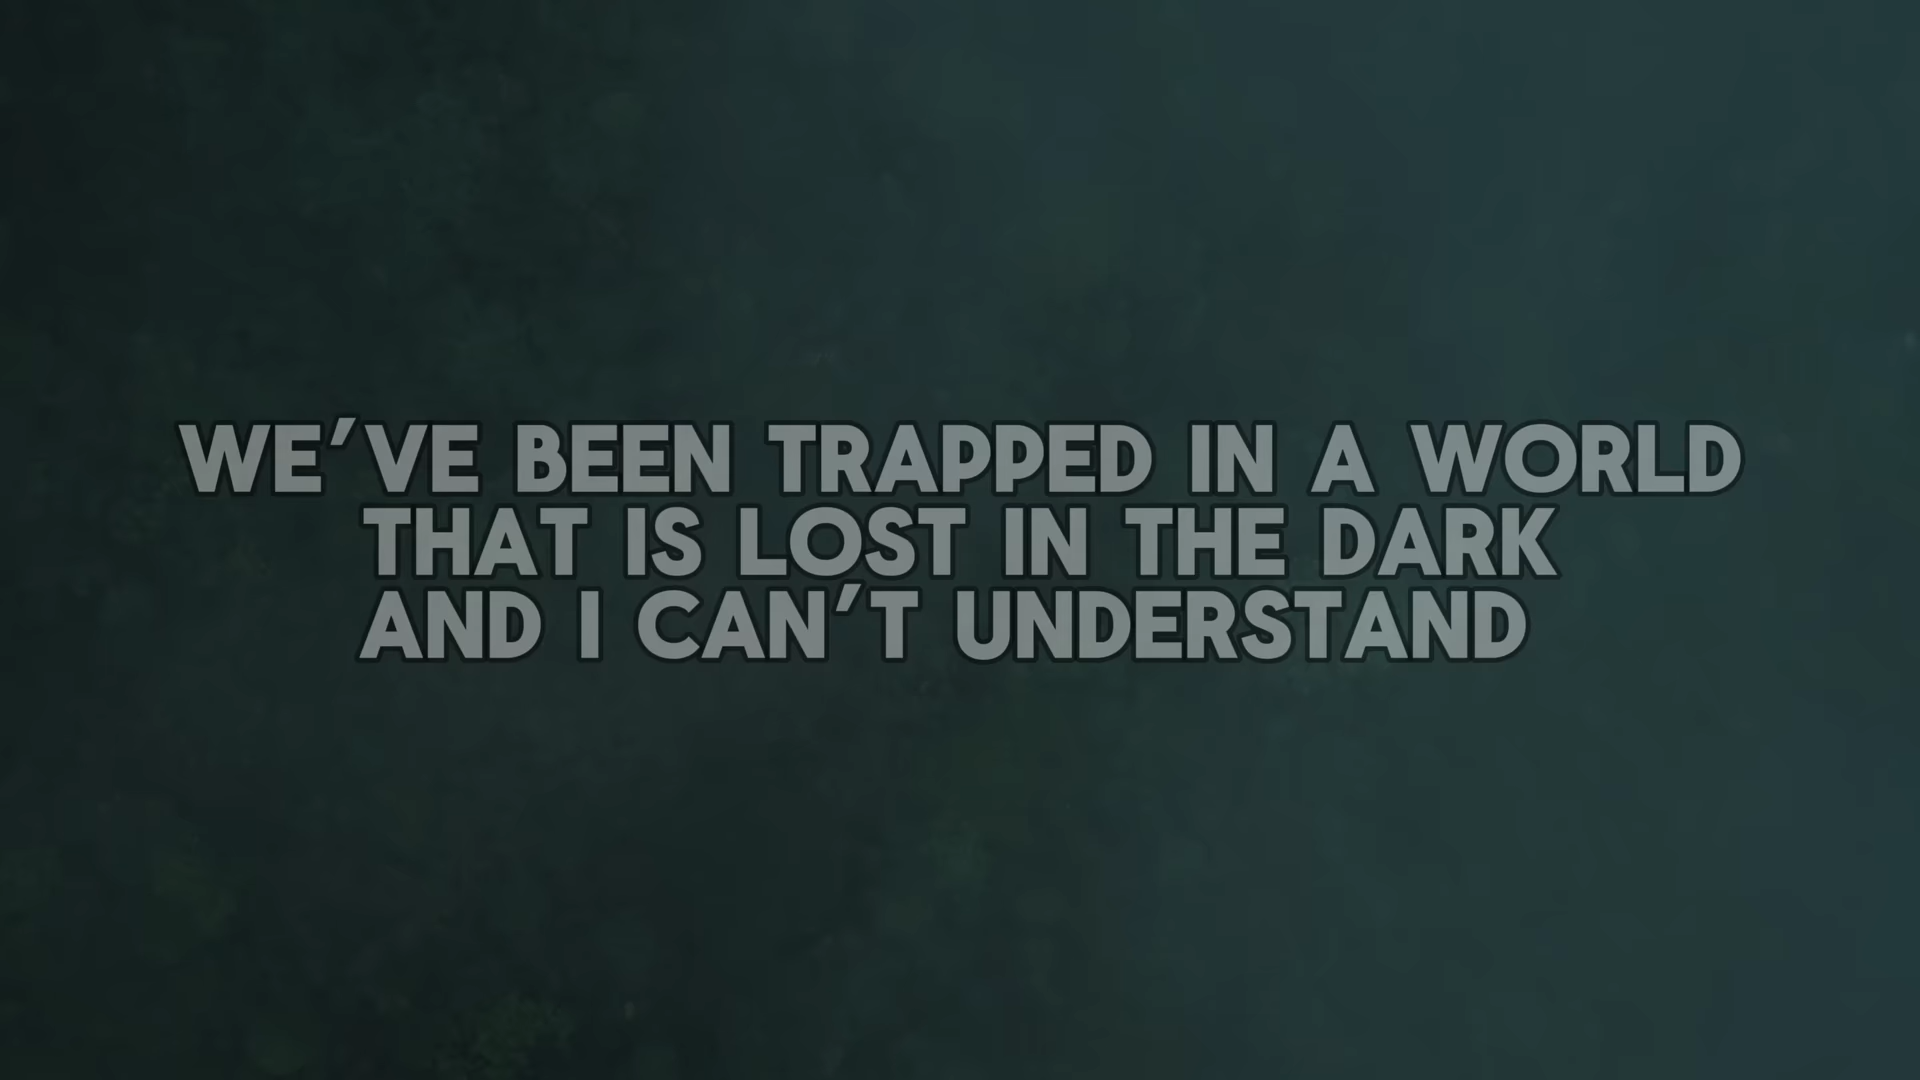 WE'VE BEEN TRAPPED IN A WORLD
THAT IS LOST IN THE DARK
AND I CAN'T UNDERSTAND